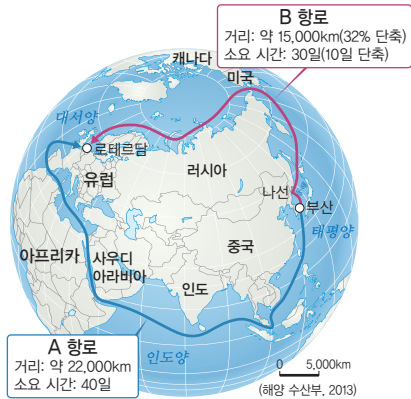 B 항로
거리: 약 15,000km(32% 단축)
소요 시간: 30일(10일 단축)
캐나다
미국
대서양
로테르담
유럽
러시아
나선
부산
태평양
중국
아프리카
사우디
아라비아
인도
인도양
A 항로
거리: 약 22,000km
소요 시간: 40일
0 5,000km
(해양 수산부, 2013)